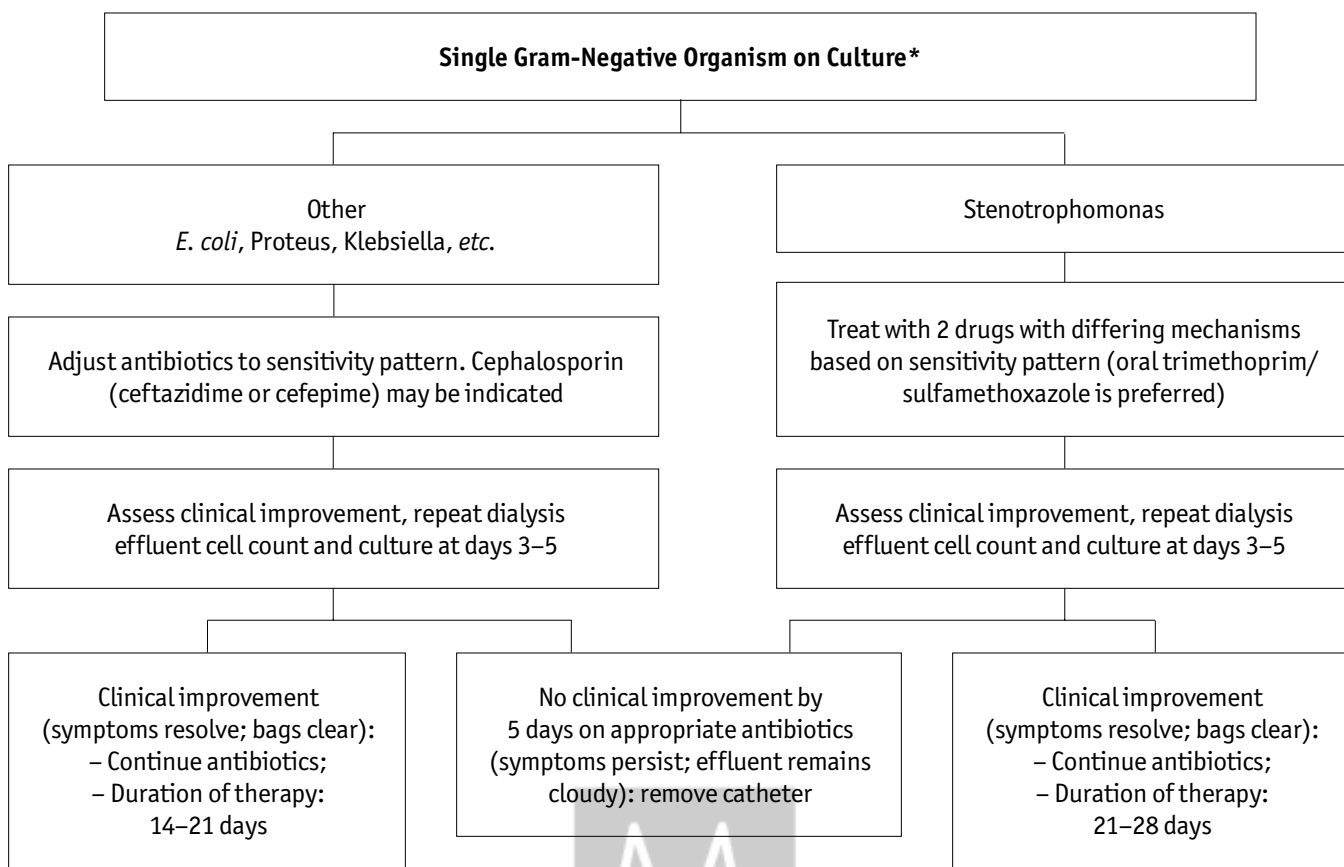 Single Gram-Negative Organism on Culture*
Other
E. coli, Proteus, Klebsiella, etc.
Stenotrophomonas
Adjust antibiotics to sensitivity pattern. Cephalosporin
(ceftazidime or cefepime) may be indicated
Treat with 2 drugs with differing mechanisms
based on sensitivity pattern (oral trimethoprim/
sulfamethoxazole is preferred)
Assess clinical improvement, repeat dialysis
effluent cell count and culture at days 3–5
Assess clinical improvement, repeat dialysis
effluent cell count and culture at days 3–5
Clinical improvement
(symptoms resolve; bags clear):
– Continue antibiotics;
– Duration of therapy:
14–21 days
No clinical improvement by
5 days on appropriate antibiotics
(symptoms persist; effluent remains
cloudy): remove catheter
Clinical improvement
(symptoms resolve; bags clear):
– Continue antibiotics;
– Duration of therapy:
21–28 days